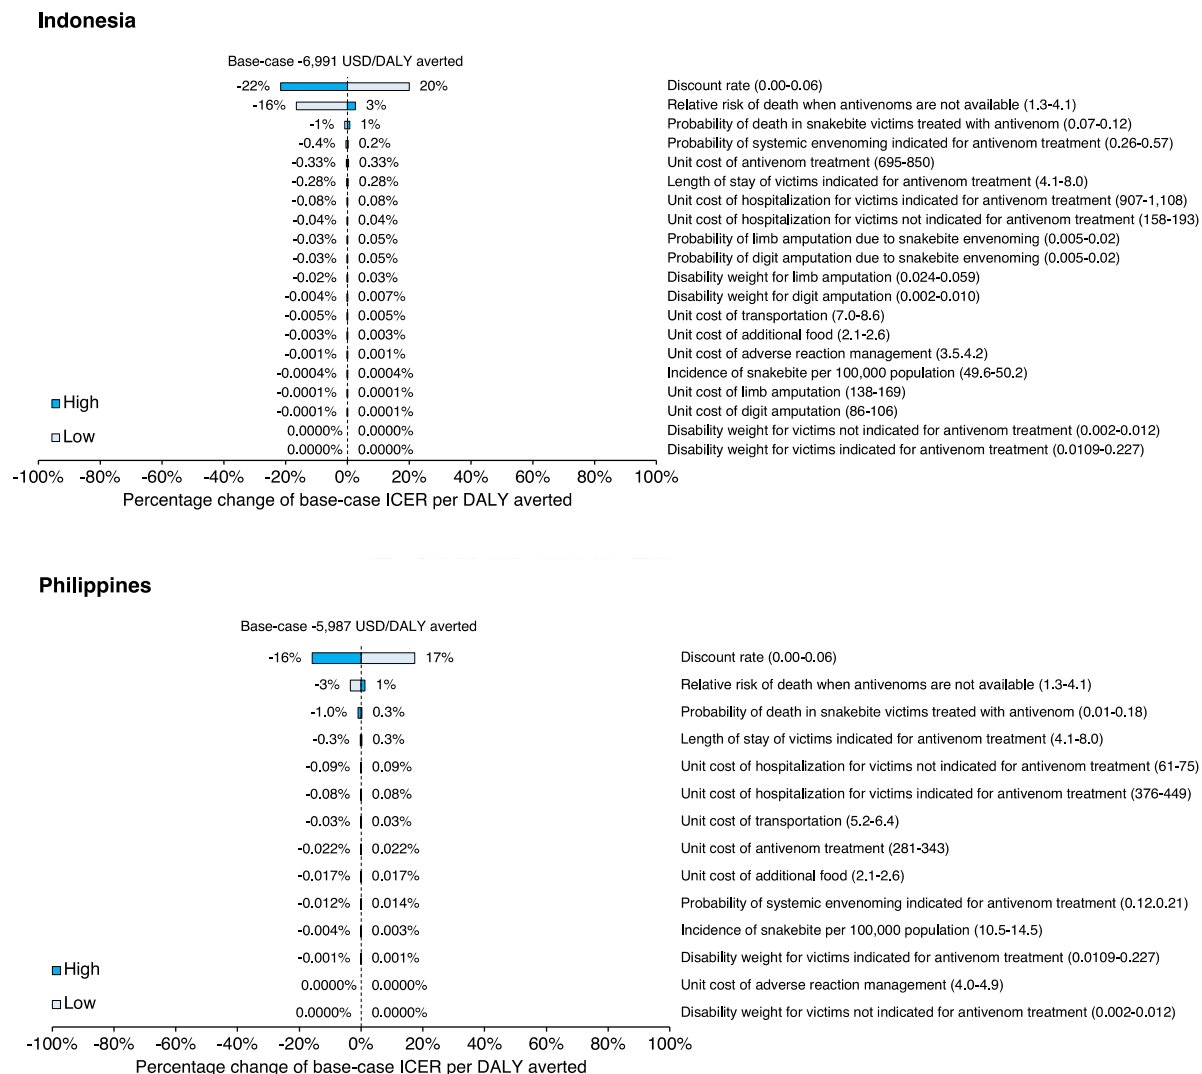 Indonesia
Base-case -6,991 USD/DALY averted
-22% 20% Discount rate (0.00-0.06)
-16% 3% Relative risk of death when antivenoms are not available (1.3-4.1)
-1% 1% Probability of death in snakebite victims treated with antivenom (0.07-0.12)
-0.4% 0.2% Probability of systemic envenoming indicated for antivenom treatment (0.26-0.57)
-0.33% 0.33% Unit cost of antivenom treatment (695-850)
-0.28% 0.28% Length of stay of victims indicated for antivenom treatment (4.1-8.0)
-0.08% 0.08% Unit cost of hospitalization for victims indicated for antivenom treatment (907-1,108)
-0.04% 0.04% Unit cost of hospitalization for victims not indicated for antivenom treatment (158-193)
-0.03% 0.05% Probability of limb amputation due to snakebite envenoming (0.005-0.02)
-0.03% 0.05% Probability of digit amputation due to snakebite envenoming (0.005-0.02)
-0.02% 0.03% Disability weight for limb amputation (0.024-0.059)
-0.004% 0.007% Disability weight for digit amputation (0.002-0.010)
-0.005% 0.005% Unit cost of transportation (7.0-8.6)
-0.003% 0.003% Unit cost of additional food (2.1-2.6)
-0.001% 0.001% Unit cost of adverse reaction management (3.5.4.2)
-0.0004% 0.0004% Incidence of snakebite per 100,000 population (49.6-50.2)
-0.0001% 0.0001% Unit cost of limb amputation (138-169)
High
-0.0001% 0.0001% Unit cost of digit amputation (86-106)
0.0000% 0.0000% Disability weight for victims not indicated for antivenom treatment (0.002-0.012)
Low
0.0000% 0.0000% Disability weight for victims indicated for antivenom treatment (0.0109-0.227)
-100% -80% -60% -40% -20% 0% 20% 40% 60% 80% 100%
Percentage change of base-case ICER per DALY averted
Philippines
Base-case -5,987 USD/DALY averted
-16% 17% Discount rate (0.00-0.06)
-3% 1% Relative risk of death when antivenoms are not available (1.3-4.1)
-1.0% 0.3% Probability of death in snakebite victims treated with antivenom (0.01-0.18)
-0.3% 0.3% Length of stay of victims indicated for antivenom treatment (4.1-8.0)
-0.09% 0.09% Unit cost of hospitalization for victims not indicated for antivenom treatment (61-75)
-0.08% 0.08% Unit cost of hospitalization for victims indicated for antivenom treatment (376-449)
-0.03% 0.03% Unit cost of transportation (5.2-6.4)
-0.022% 0.022% Unit cost of antivenom treatment (281-343)
-0.017% 0.017% Unit cost of additional food (2.1-2.6)
-0.012% 0.014% Probability of systemic envenoming indicated for antivenom treatment (0.12.0.21)
-0.004% 0.003% Incidence of snakebite per 100,000 population (10.5-14.5)
-0.001% 0.001% Disability weight for victims indicated for antivenom treatment (0.0109-0.227)
High
0.0000% 0.0000% Unit cost of adverse reaction management (4.0-4.9)
Low
0.0000% 0.0000% Disability weight for victims not indicated for antivenom treatment (0.002-0.012)
-100% -80% -60% -40% -20% 0% 20% 40% 60% 80% 100%
Percentage change of base-case ICER per DALY averted